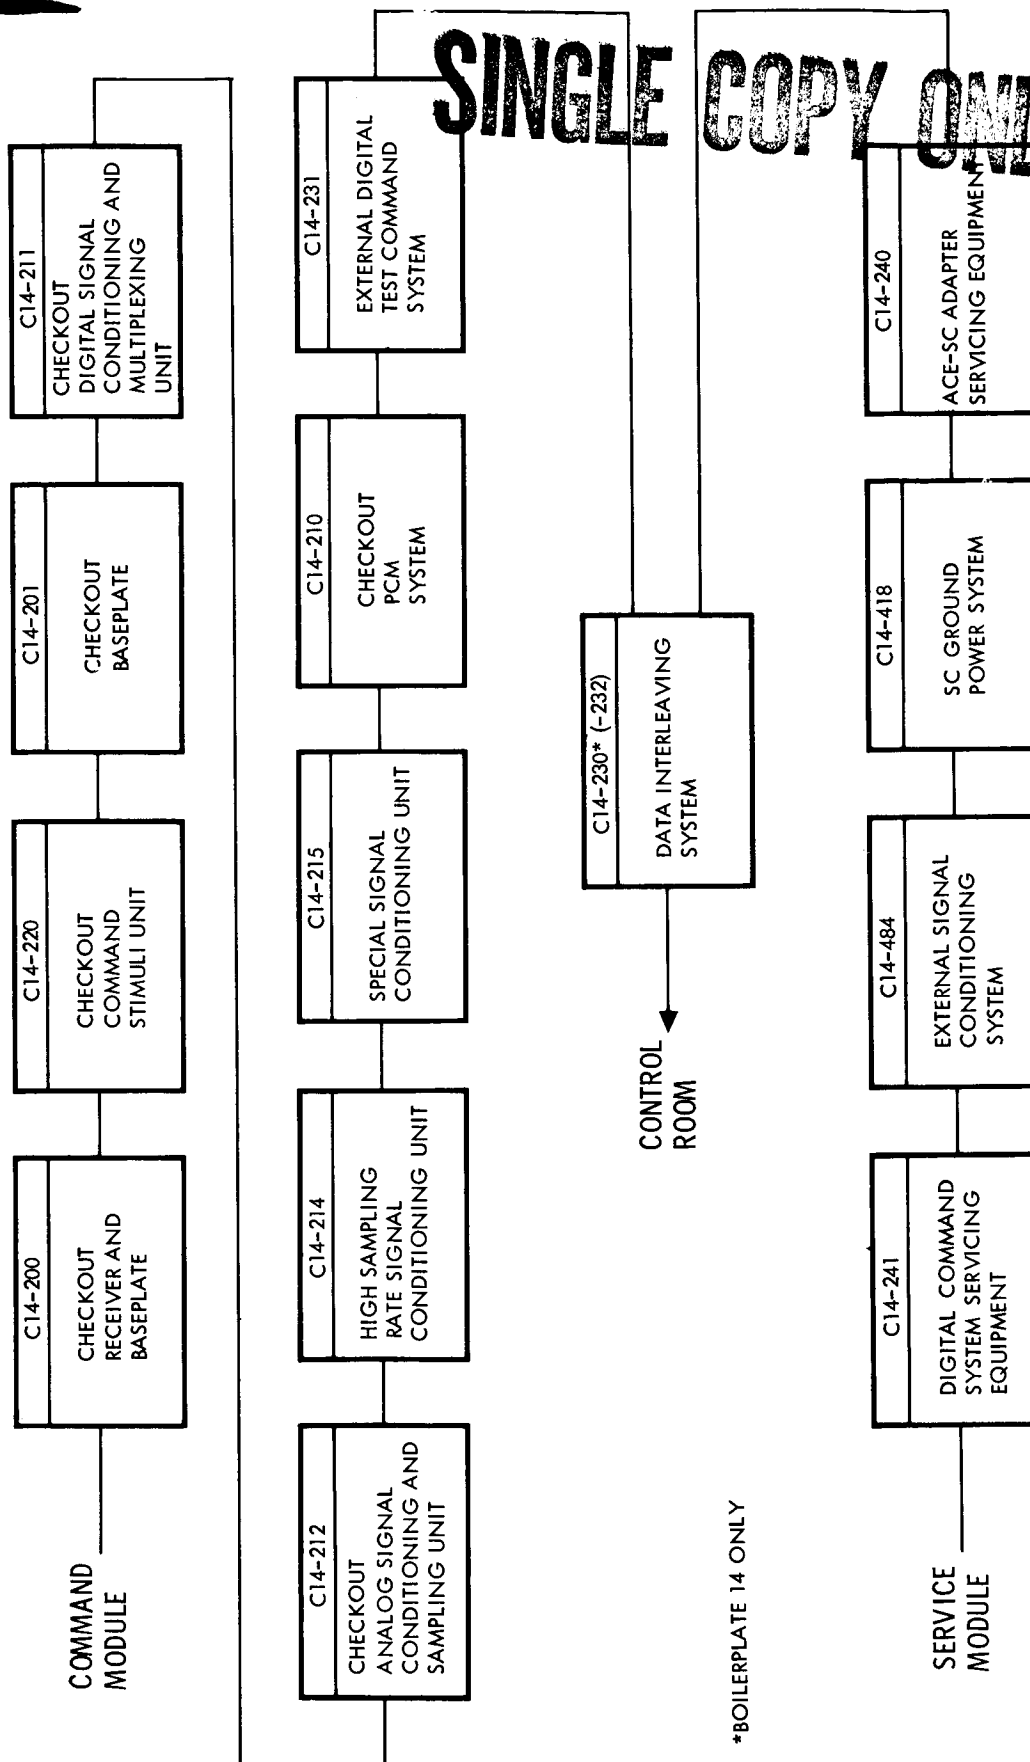 SINGLE COPY
COMMAND
MODULE
C14-200
CHECKOUT
RECEIVER AND
BASEPLATE
C14-220
CHECKOUT
COMMAND
STIMULI UNIT
C14-201
CHECKOUT
BASEPLATE
C14-211
CHECKOUT
DIGITAL SIGNAL
CONDITIONING AND
MULTIPLEXING
UNIT
C14-212
CHECKOUT
ANALOG SIGNAL
CONDITIONING AND
SAMPLING UNIT
C14-214
HIGH SAMPLING
RATE SIGNAL
CONDITIONING UNIT
C14-215
SPECIAL SIGNAL
CONDITIONING UNIT
C14-210
CHECKOUT
PCM
SYSTEM
C14-231
EXTERNAL DIGITAL
TEST COMMAND
SYSTEM
CONTROL
ROOM
C14-230* (-232)
DATA INTERLEAVING
SYSTEM
*BOILERPLATE 14 ONLY
SERVICE
MODULE
C14-241
DIGITAL COMMAND
SYSTEM SERVICING
EQUIPMENT
C14-484
EXTERNAL SIGNAL
CONDITIONING
SYSTEM
C14-418
SC GROUND
POWER SYSTEM
C14-240
ACE-SC ADAPTER
SERVICING EQUIPMENT